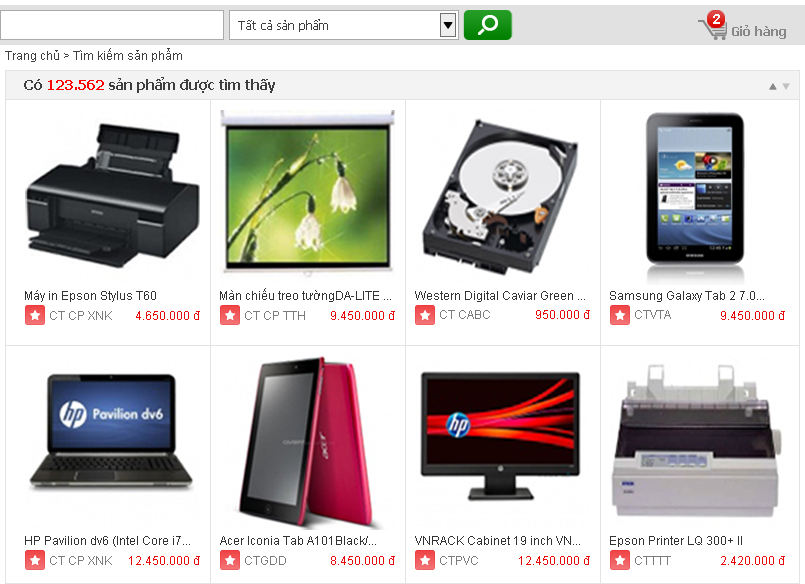 Tất cả sản phẩm
2
Giỏ hàng
Trang chủ > Tìm kiếm sản phẩm
Có 123.562 sản phẩm được tìm thấy
EPSON
SAMSUNG
Máy in Epson Stylus T60
Màn chiếu treo tườngDA-LITE ...
Western Digital Caviar Green ...
Samsung Galaxy Tab 2 7.0...
CT CP XNK 4.650.000 đ
CT CP TTH 9.450.000 đ
CT CABC 950.000 đ
CTVTA 9.450.000 đ
hp Pavilion dv6
acer
hp
EPSON
HP Pavilion dv6 (Intel Core i7...
Acer Iconia Tab A101Black/...
VNRACK Cabinet 19 inch VN...
Epson Printer LQ 300+ II
CT CP XNK 12.450.000 đ
CTGDD 8.450.000 đ
CTPVC 12.450.000 đ
CTTTT 2.420.000 đ